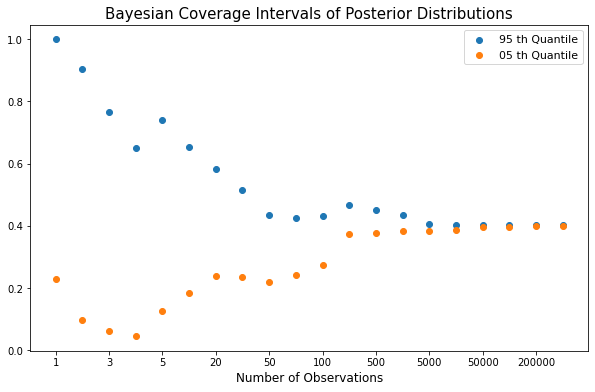 Bayesian Coverage Intervals of Posterior Distributions
95 th Quantile
05 th Quantile
1.0
0.8
0.6
0.4
0.2
0.0
1 3 5 20 50 100 500 5000 50000 200000
Number of Observations